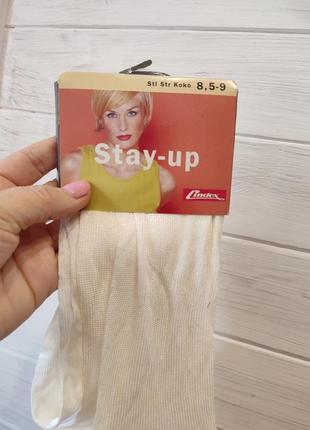 Stl Str Koko 8,5-9
Stay-up
Lindex